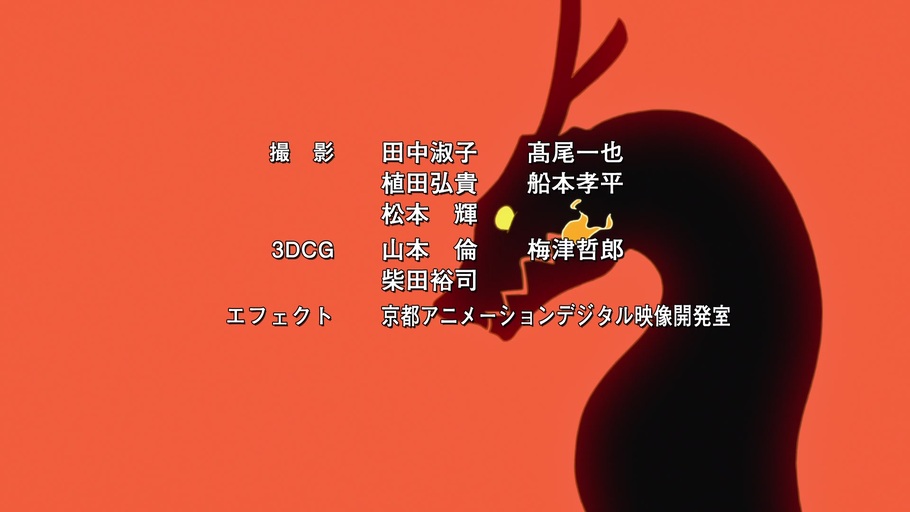 撮　影　田中淑子　髙尾一也
植田弘貴　船本孝平
松本　輝
3DCG　山本　倫　梅津哲郎
柴田裕司
エフェクト　京都アニメーションデジタル映像開発室